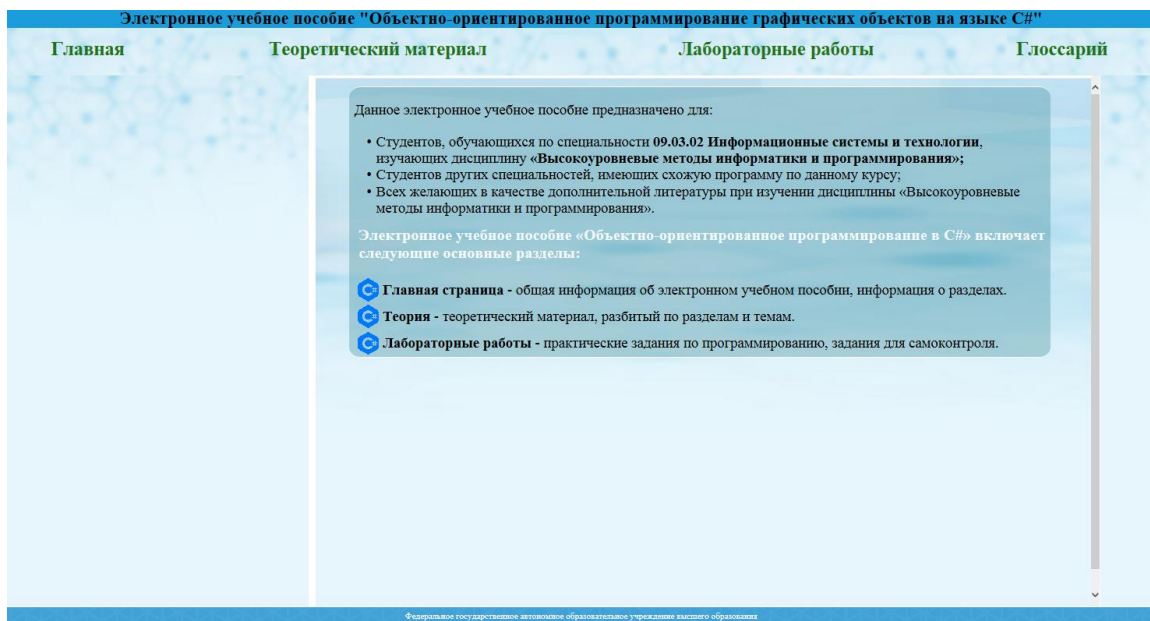 Электронное учебное пособие "Объектно-ориентированное программирование графических объектов на языке C#"
Главная Теоретический материал Лабораторные работы Глоссарий
Данное электронное учебное пособие предназначено для:
• Студентов, обучающихся по специальности 09.03.02 Информационные системы и технологии,
изучающих дисциплину «Высокоуровневые методы информатики и программирования»;
• Студентов других специальностей, имеющих схожую программу по данному курсу;
• Всех желающих в качестве дополнительной литературы при изучении дисциплины «Высокоуровневые
методы информатики и программирования».
Электронное учебное пособие «Объектно-ориентированное программирование в C#» включает
следующие основные разделы:
C# Главная страница - общая информация об электронном учебном пособии, информация о разделах.
C# Теория - теоретический материал, разбитый по разделам и темам.
C# Лабораторные работы - практические задания по программированию, задания для самоконтроля.
Федеральное государственное автономное образовательное учреждение высшего образования